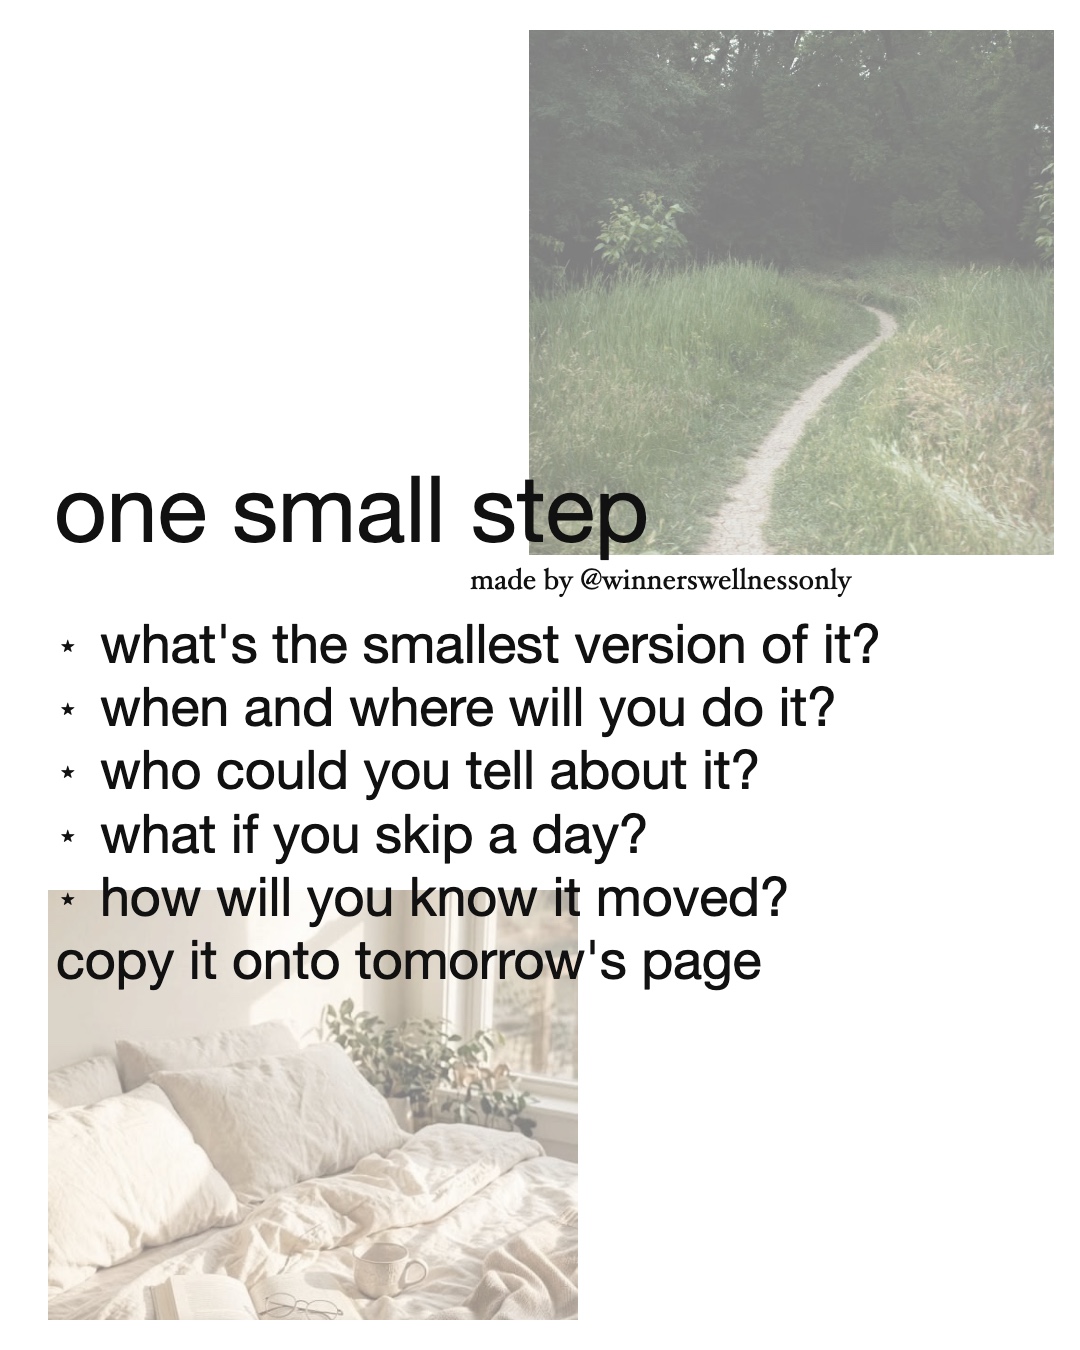 one small step
made by @winnerswellnessonly
★ what's the smallest version of it?
★ when and where will you do it?
★ who could you tell about it?
★ what if you skip a day?
★ how will you know it moved?
copy it onto tomorrow's page